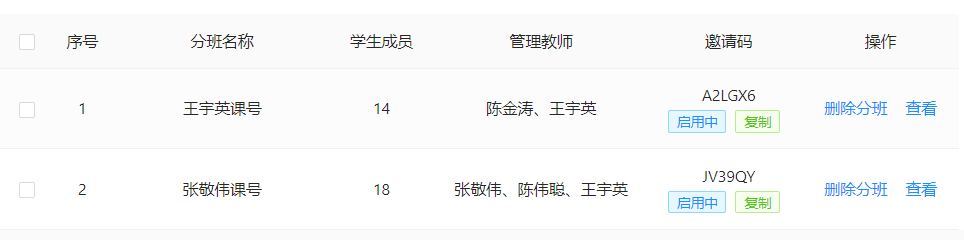 序号 分班名称 学生成员 管理教师 邀请码 操作
1 王宇英课号 14 陈金涛、王宇英 A2LGX6 删除分班 查看
启用中 复制
2 张敬伟课号 18 张敬伟、陈伟聪、王宇英 JV39QY 删除分班 查看
启用中 复制